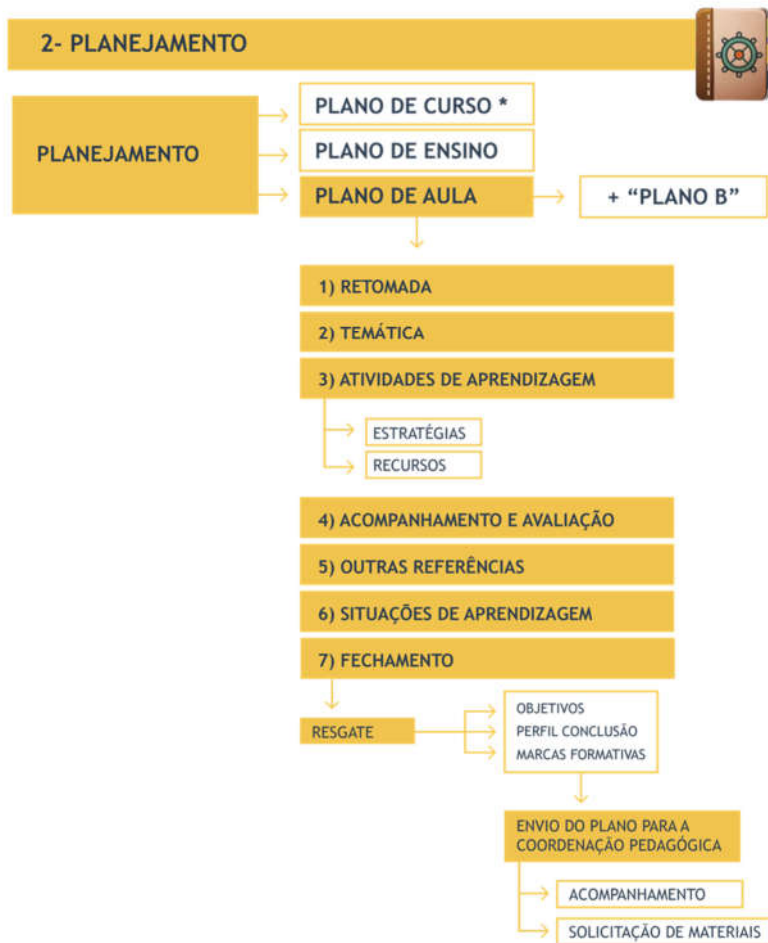 2- PLANEJAMENTO
PLANEJAMENTO
PLANO DE CURSO *
PLANO DE ENSINO
PLANO DE AULA
+ “PLANO B”
1) RETOMADA
2) TEMÁTICA
3) ATIVIDADES DE APRENDIZAGEM
ESTRATÉGIAS
RECURSOS
4) ACOMPANHAMENTO E AVALIAÇÃO
5) OUTRAS REFERÊNCIAS
6) SITUAÇÕES DE APRENDIZAGEM
7) FECHAMENTO
RESGATE
OBJETIVOS
PERFIL CONCLUSÃO
MARCAS FORMATIVAS
ENVIO DO PLANO PARA A
COORDENAÇÃO PEDAGÓGICA
ACOMPANHAMENTO
SOLICITAÇÃO DE MATERIAIS